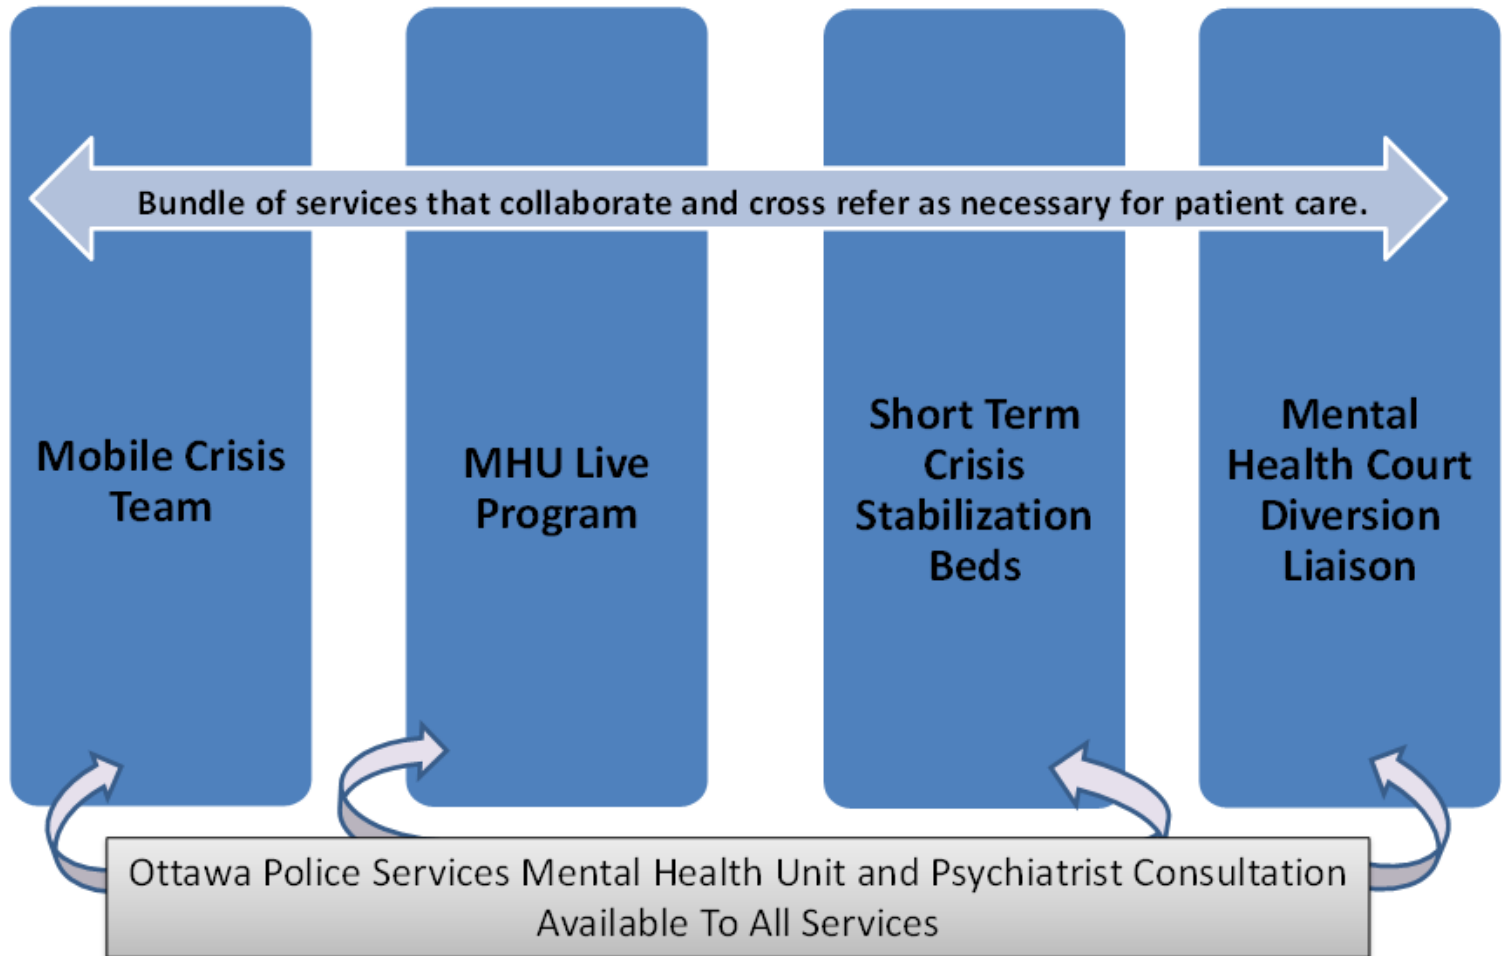 Bundle of services that collaborate and cross refer as necessary for patient care.
Mobile Crisis
Team
MHU Live
Program
Short Term
Crisis
Stabilization
Beds
Mental
Health Court
Diversion
Liaison
Ottawa Police Services Mental Health Unit and Psychiatrist Consultation
Available To All Services